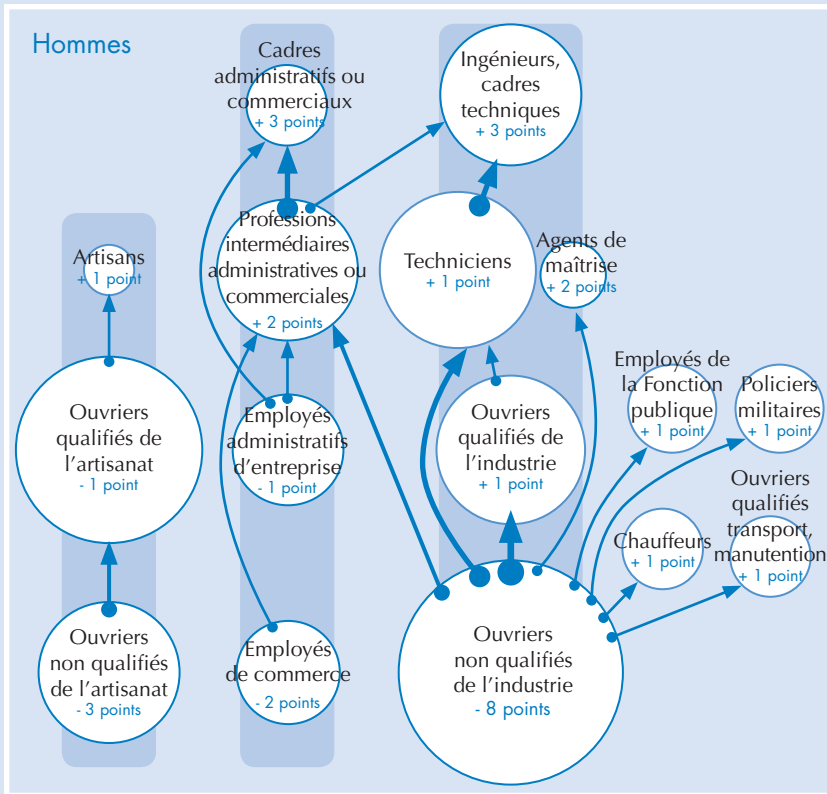 Hommes
Cadres
administratifs ou
commerciaux
+ 3 points
Ingénieurs,
cadres
techniques
+ 3 points
Artisans
+ 1 point
Professions
intermédiaires
administratives ou
commerciales
+ 2 points
Techniciens
+ 1 point
Agents de
maîtrise
+ 2 points
Ouvriers
qualifiés de
l'artisanat
- 1 point
Employés
administratifs
d'entreprise
- 1 point
Ouvriers
qualifiés de
l'industrie
+ 1 point
Employés de
la Fonction
publique
+ 1 point
Policiers
militaires
+ 1 point
Chauffeurs
+ 1 point
Ouvriers
qualifiés
transport,
manutention
+ 1 point
Ouvriers
non qualifiés
de l'artisanat
- 3 points
Employés
de commerce
- 2 points
Ouvriers
non qualifiés
de l'industrie
- 8 points